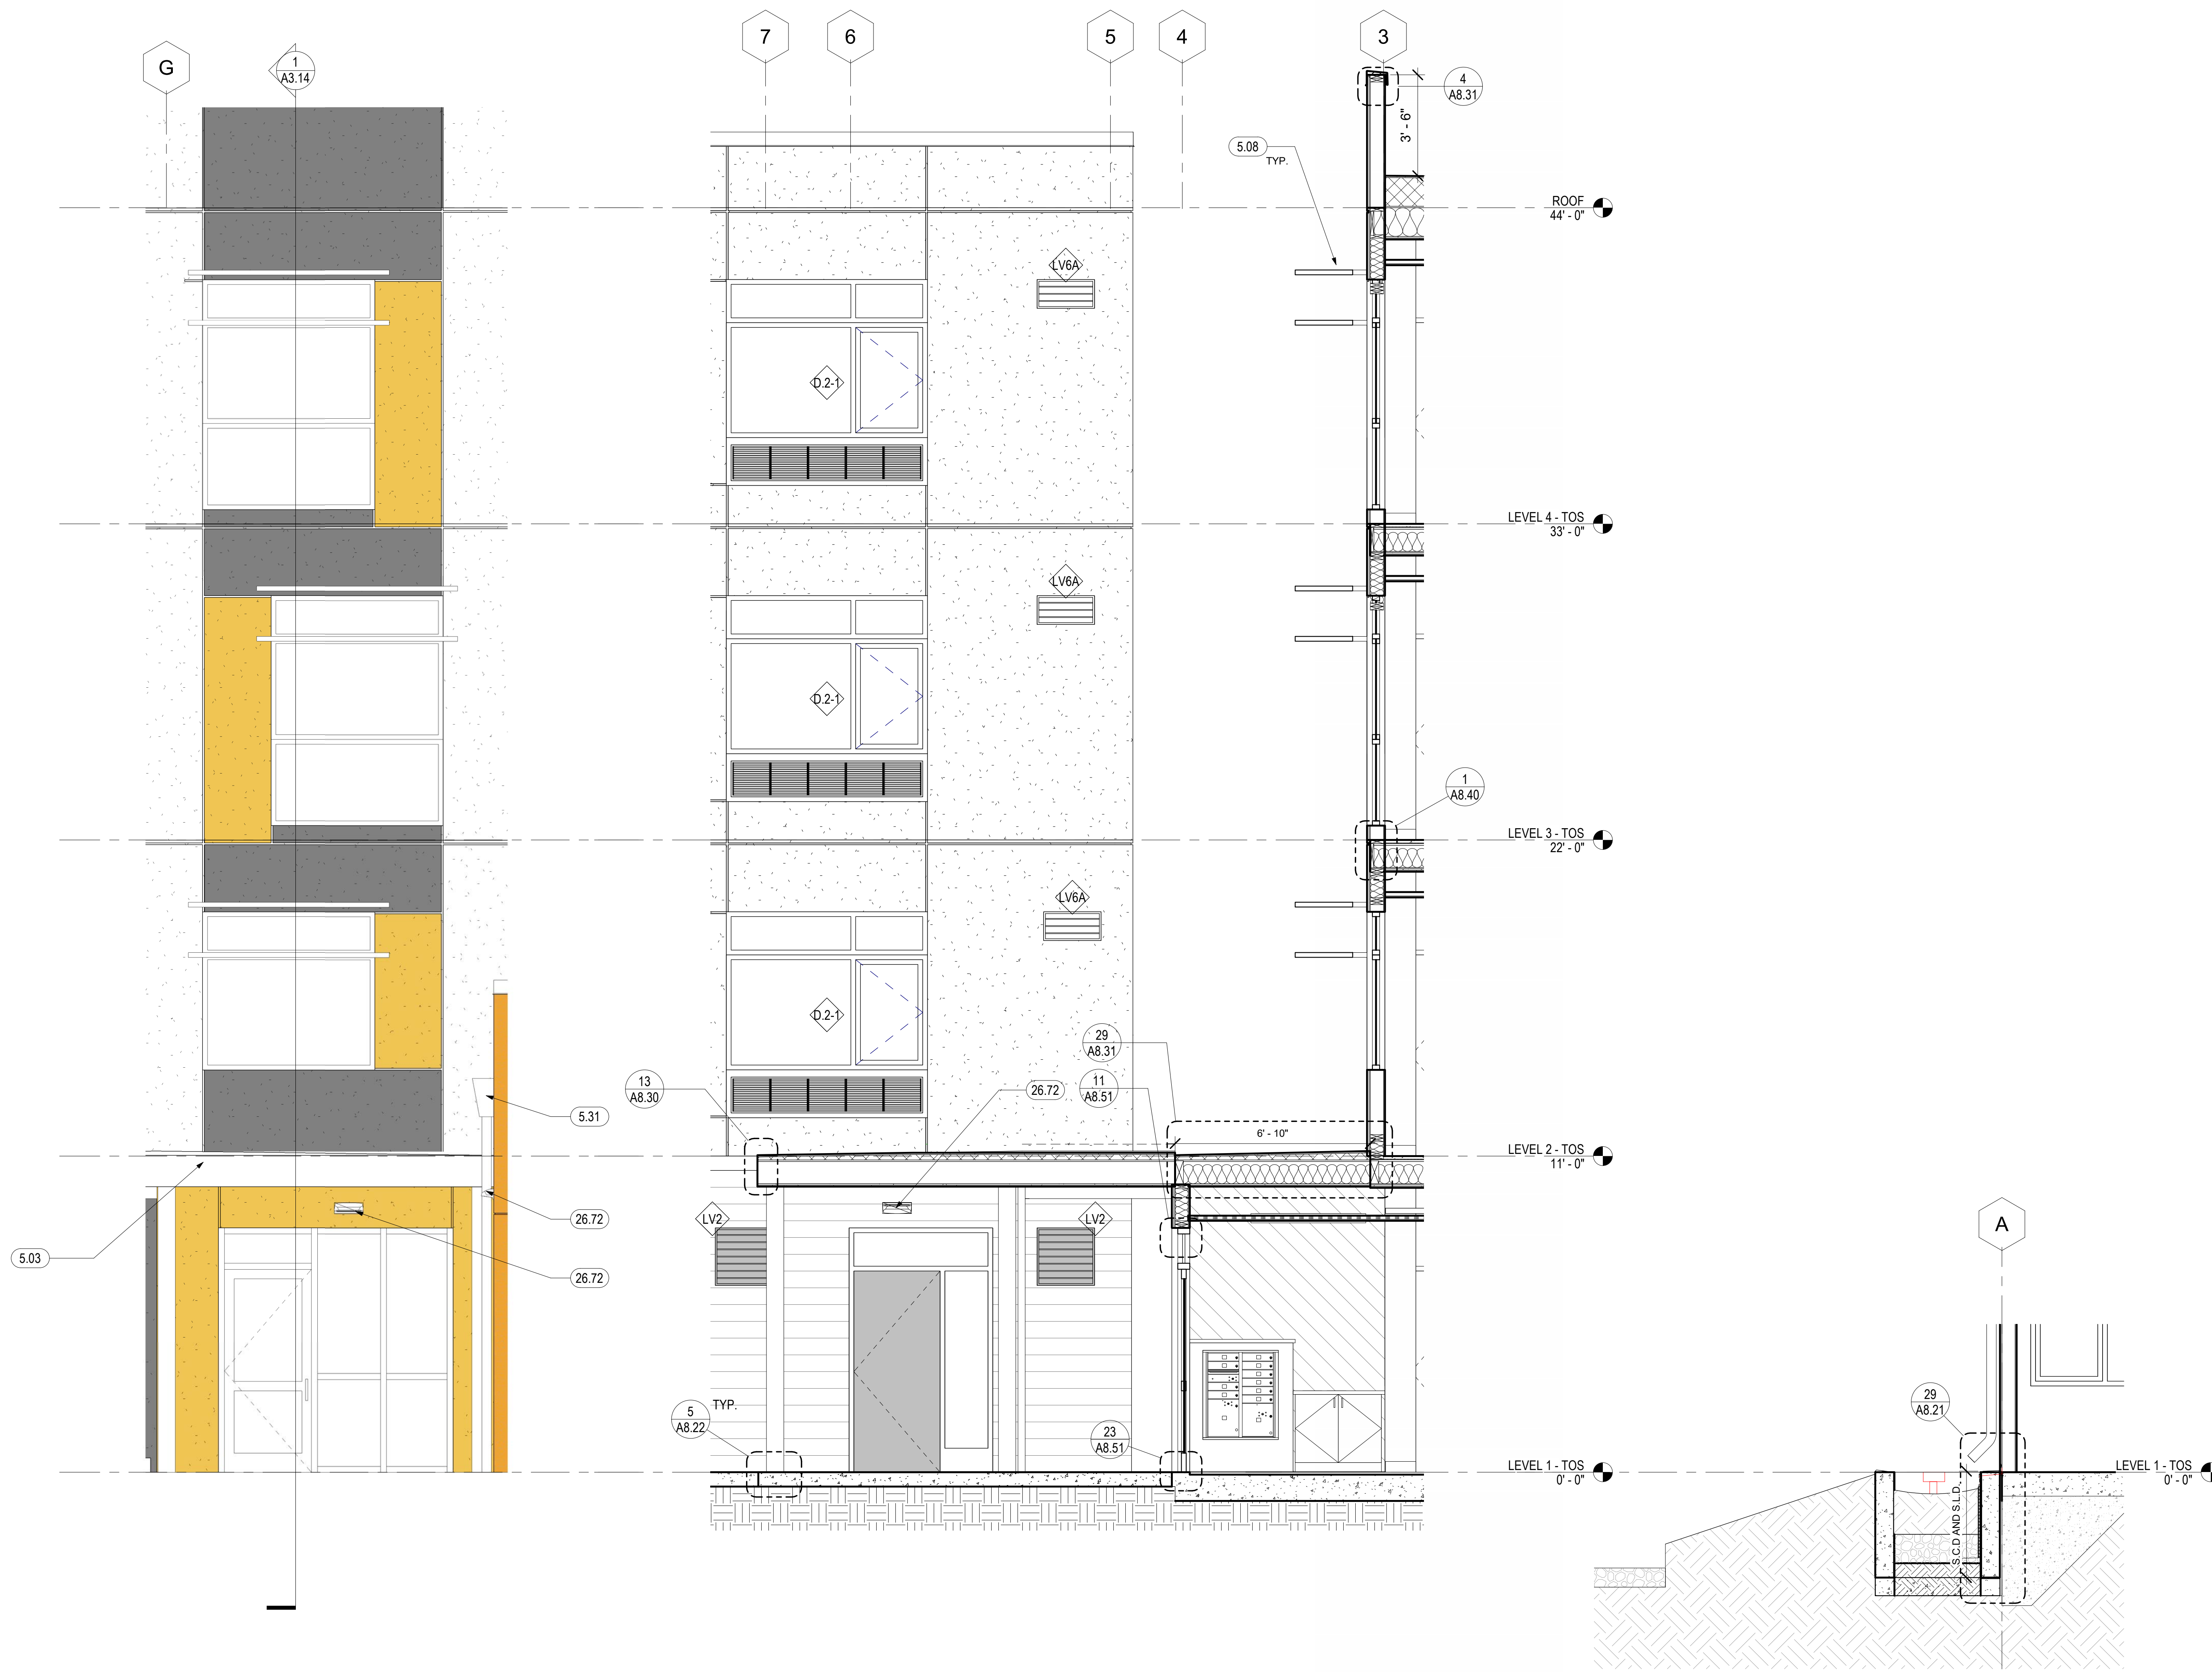 G
1
A3.14
7
6
5
4
3
4
A8.31
3' - 6"
5.08
TYP.
ROOF
44' - 0"
LV6A
D.2-1
LEVEL 4 - TOS
33' - 0"
LV6A
D.2-1
1
A8.40
LEVEL 3 - TOS
22' - 0"
LV6A
D.2-1
29
A8.31
13
A8.30
26.72
11
A8.51
5.31
6' - 10"
LEVEL 2 - TOS
11' - 0"
5.03
26.72
LV2
LV2
26.72
A
5
A8.22
TYP.
23
A8.51
29
A8.21
LEVEL 1 - TOS
0' - 0"
S.C.D AND S.L.D.
LEVEL 1 - TOS
0' - 0"